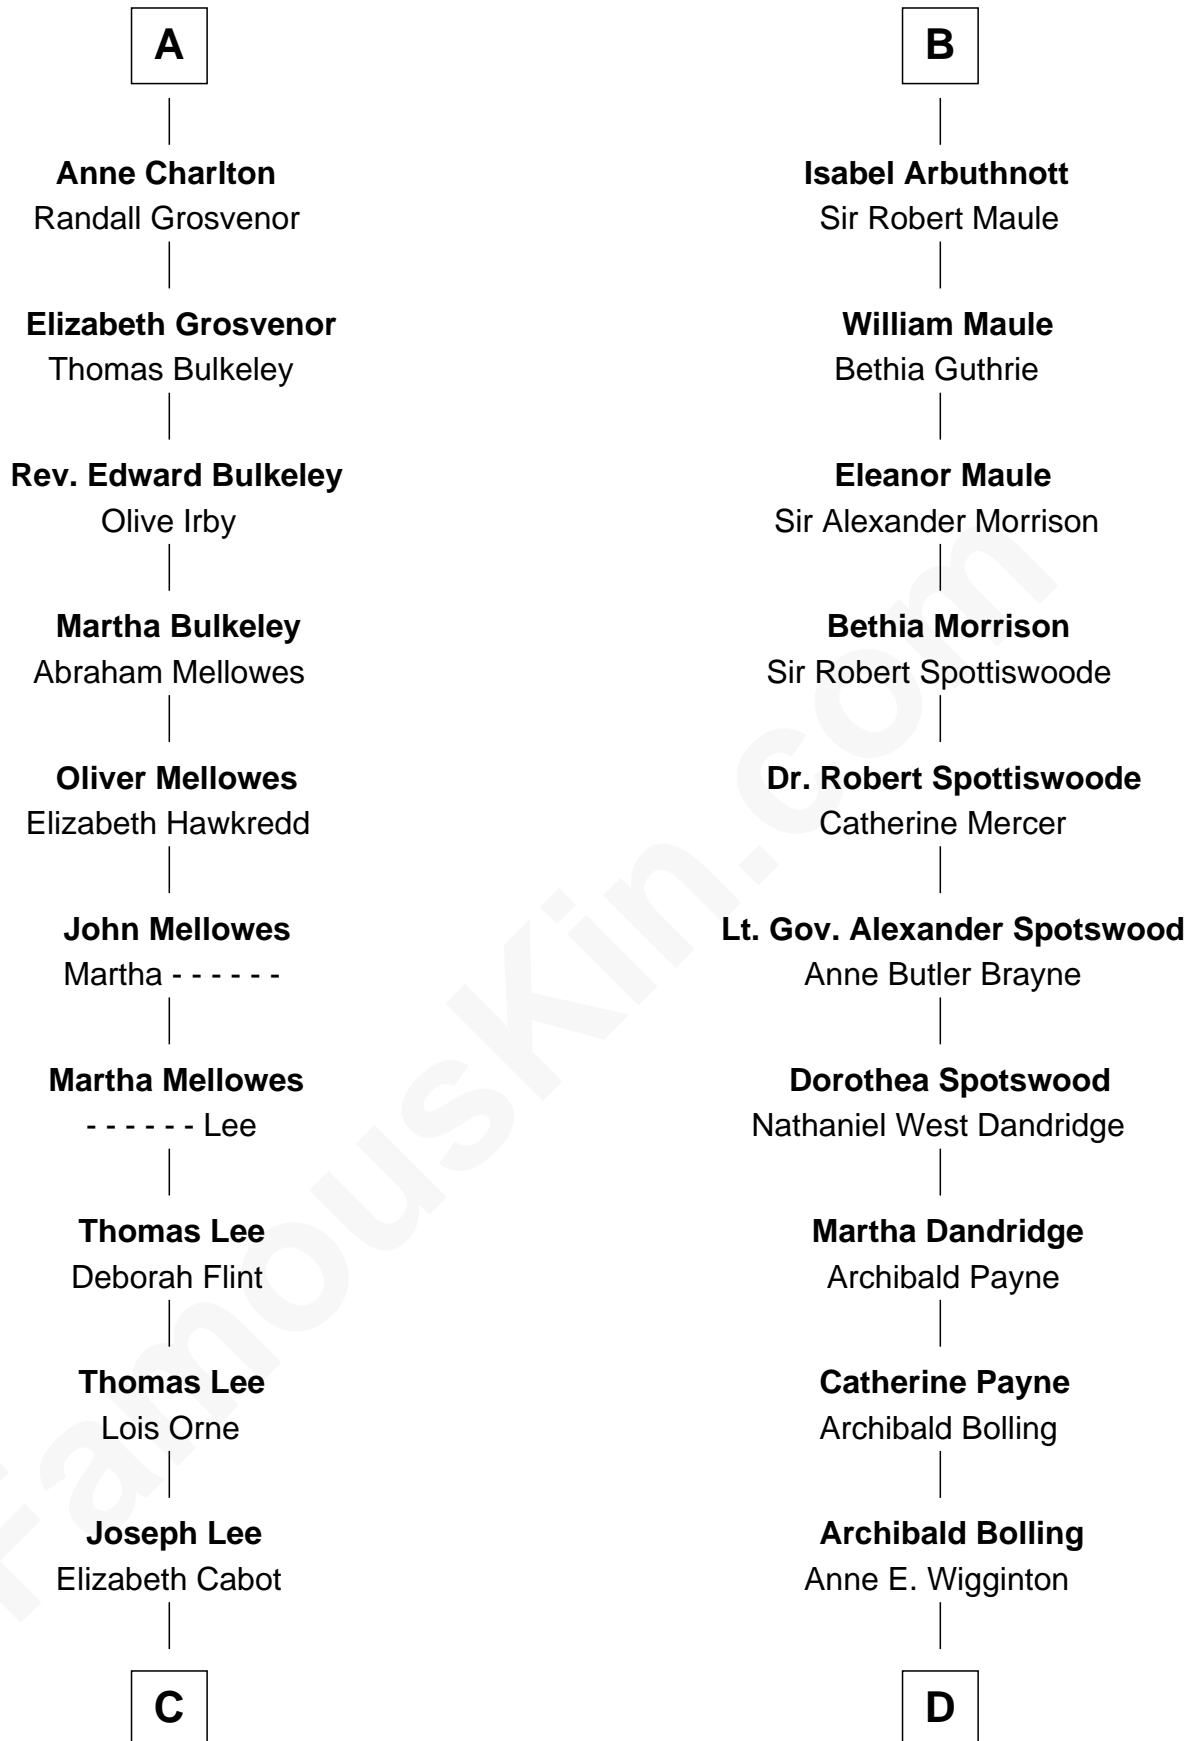 A
Anne Charlton
Randall Grosvenor
Elizabeth Grosvenor
Thomas Bulkeley
Rev. Edward Bulkeley
Olive Irby
Martha Bulkeley
Abraham Mellowes
Oliver Mellowes
Elizabeth Hawkredd
John Mellowes
Martha - - - - - -
Martha Mellowes
- - - - - - Lee
Thomas Lee
Deborah Flint
Thomas Lee
Lois Orne
Joseph Lee
Elizabeth Cabot
C
B
Isabel Arbuthnott
Sir Robert Maule
William Maule
Bethia Guthrie
Eleanor Maule
Sir Alexander Morrison
Bethia Morrison
Sir Robert Spottiswoode
Dr. Robert Spottiswoode
Catherine Mercer
Lt. Gov. Alexander Spotswood
Anne Butler Brayne
Dorothea Spotswood
Nathaniel West Dandridge
Martha Dandridge
Archibald Payne
Catherine Payne
Archibald Bolling
Archibald Bolling
Anne E. Wigginton
D
FamousKin.com